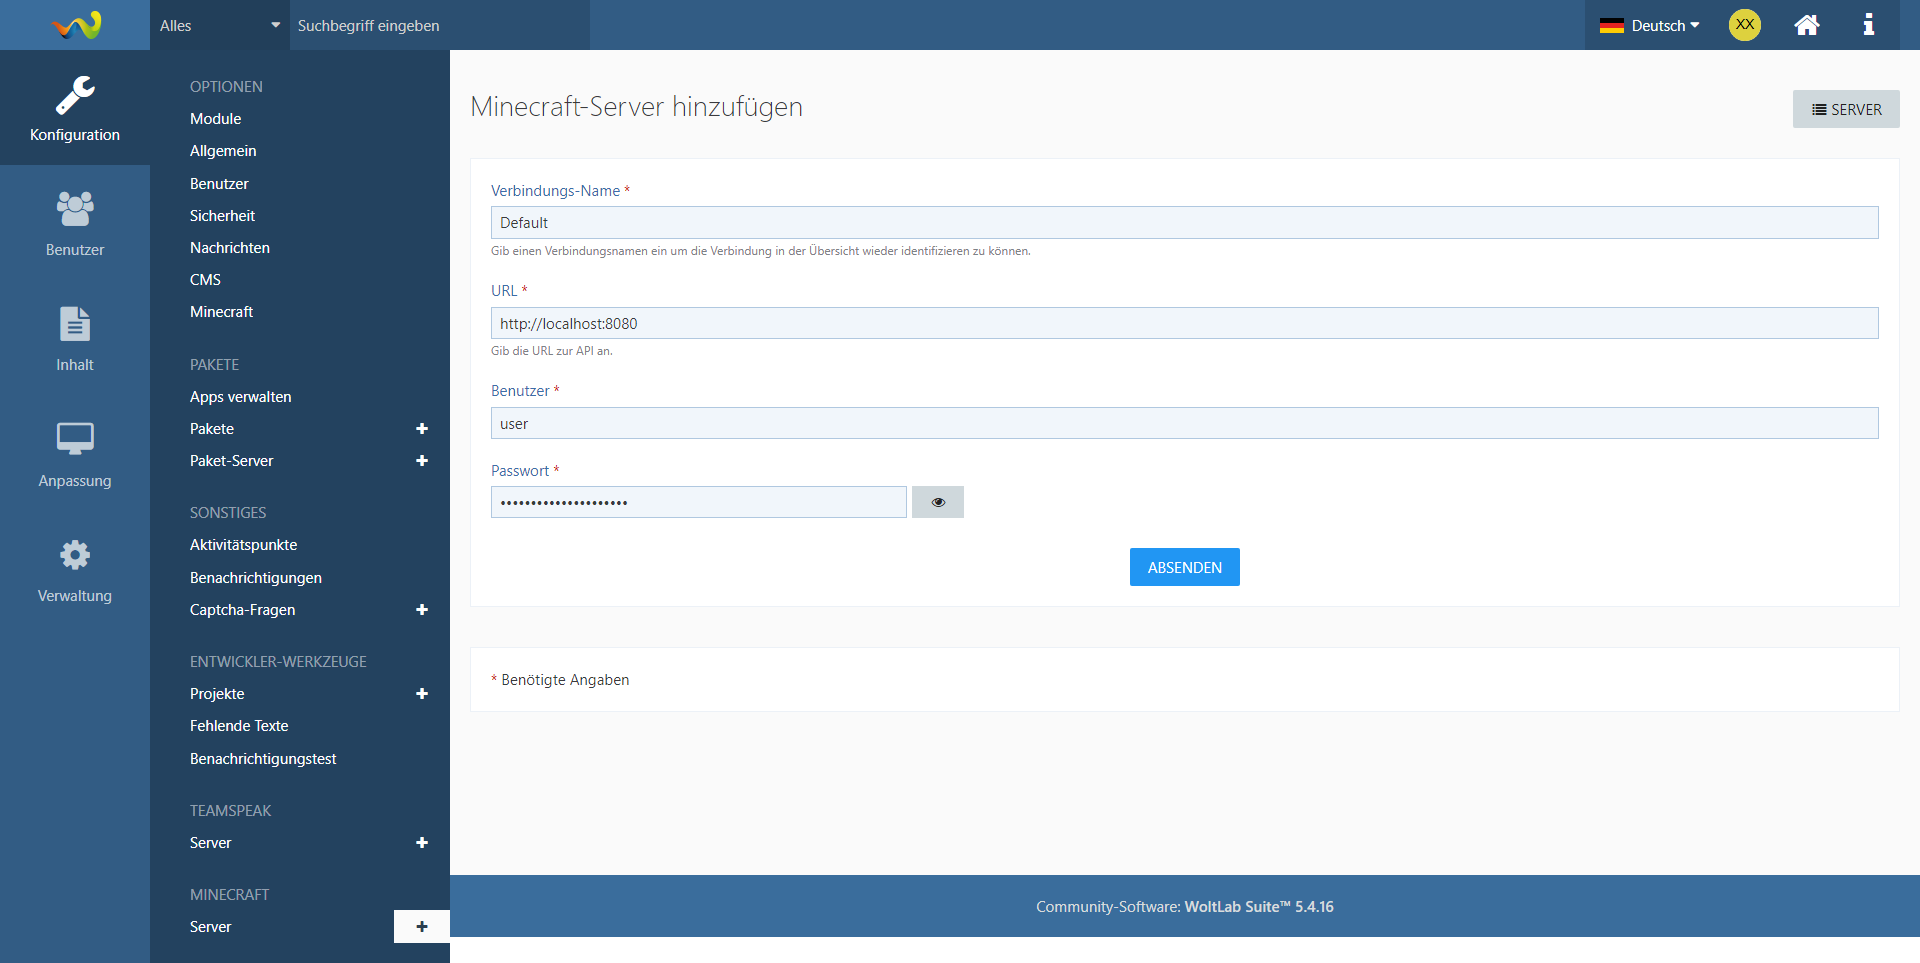 Alles
Suchbegriff eingeben
Deutsch
XX
Konfiguration
Benutzer
Inhalt
Anpassung
Verwaltung
OPTIONEN
Module
Allgemein
Benutzer
Sicherheit
Nachrichten
CMS
Minecraft
PAKETE
Apps verwalten
Pakete
Paket-Server
SONSTIGES
Aktivitätspunkte
Benachrichtigungen
Captcha-Fragen
ENTWICKLER-WERKZEUGE
Projekte
Fehlende Texte
Benachrichtigungstest
TEAMSPEAK
Server
MINECRAFT
Server
Minecraft-Server hinzufügen
SERVER
Verbindungs-Name *
Default
Gib einen Verbindungsnamen ein um die Verbindung in der Übersicht wieder identifizieren zu können.
URL *
http://localhost:8080
Gib die URL zur API an.
Benutzer *
user
Passwort *
•••••••••••••••••••••
ABSENDEN
* Benötigte Angaben
Community-Software: WoltLab Suite™ 5.4.16